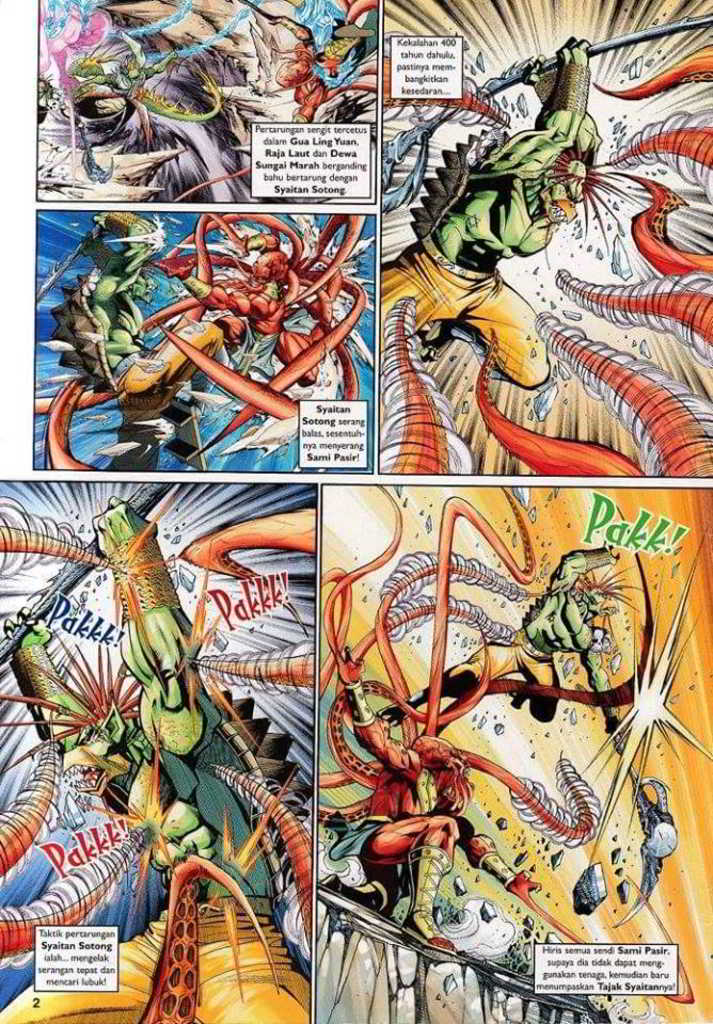 Pertarungan sengit tercetus
dalam Gua Ling Yuan,
Raja Laut dan Dewa
Sungai Marah berganding
bahu bertarung dengan
Syaitan Sotong.
Kekalahan 400
tahun dahulu,
pastinya mem-
bangkitkan
kesedaran...
Syaitan
Sotong serang
balas, sesentuh-
nya menyerang
Sami Pasir!
Pakkk!
Pakkk!
Pakkk!
Taktik pertarungan
Syaitan Sotong
ialah... mengelak
serangan tepat dan
mencari lubuk!
Pakk!
Hiris semua sendi Sami Pasir,
supaya dia tidak dapat meng-
gunakan tenaga, kemudian baru
menumpaskan Tajak Syaitannya!
2